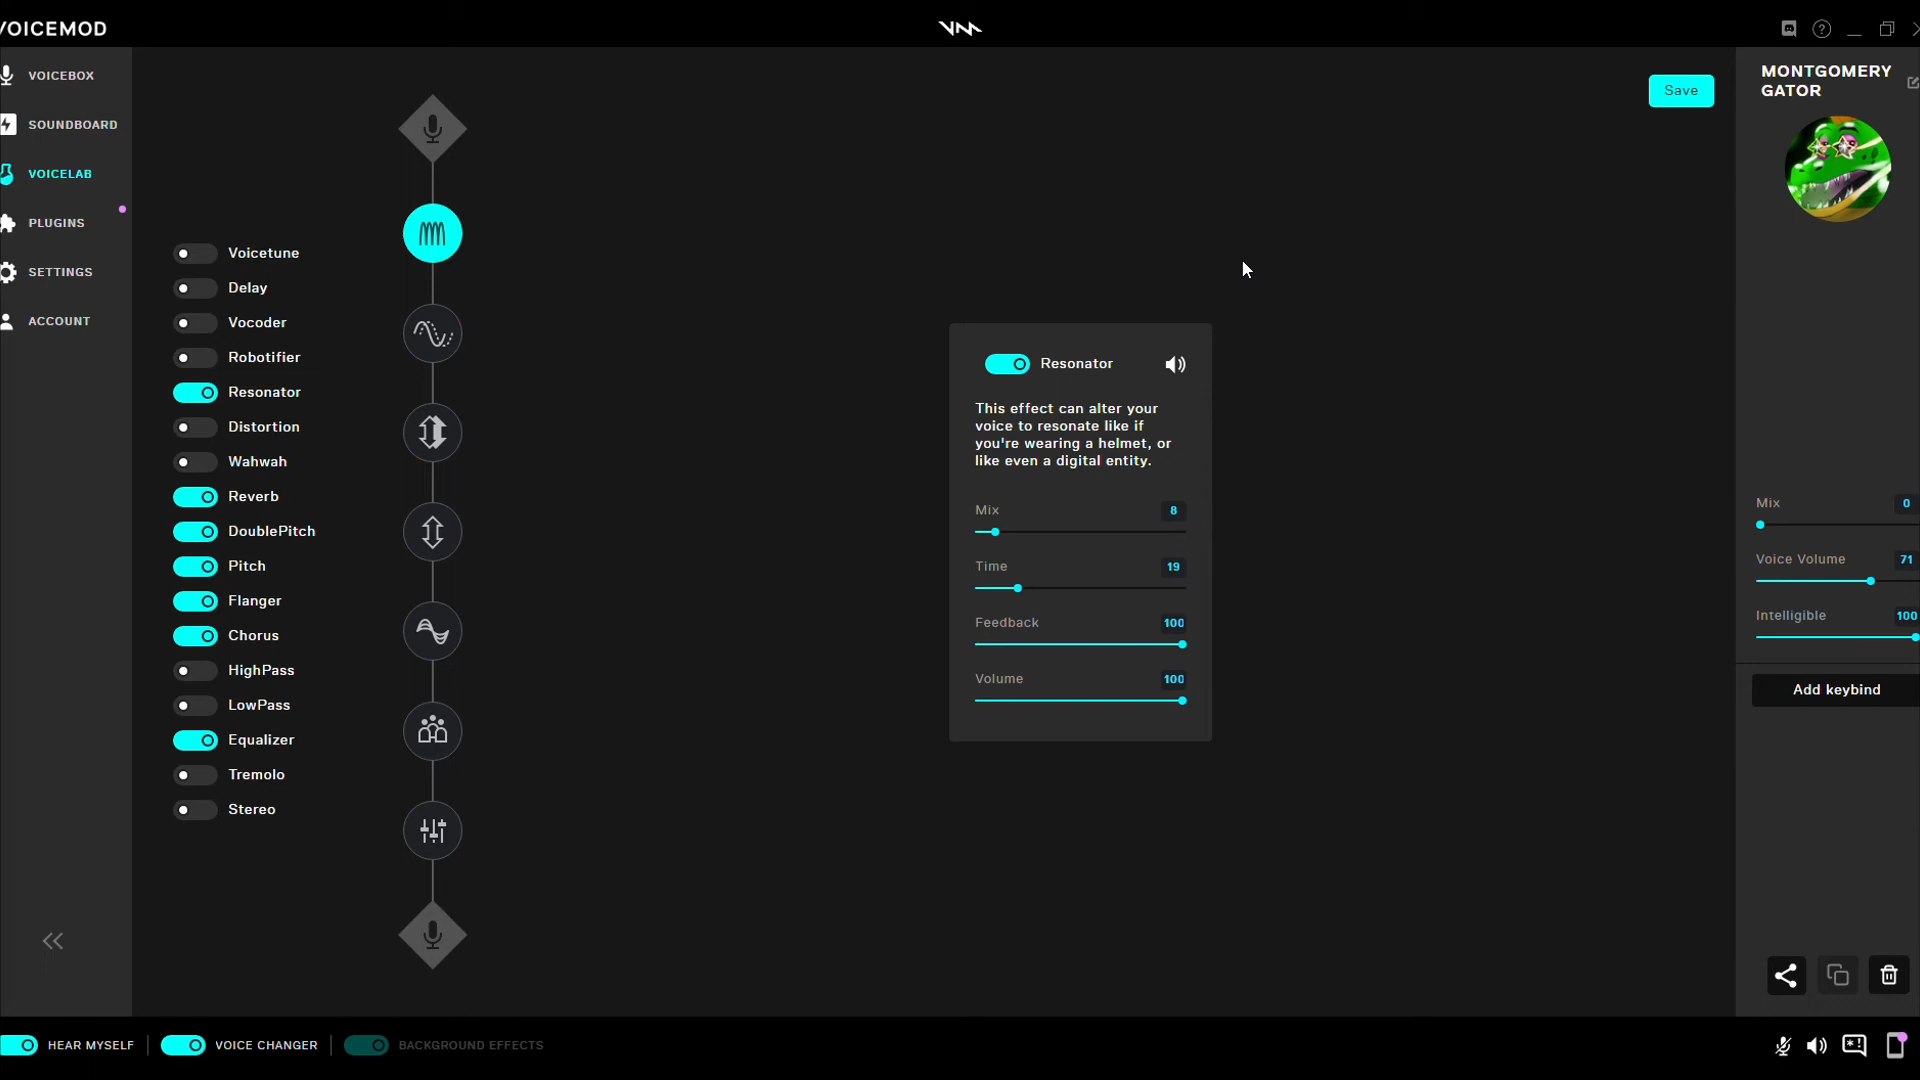 VOICEMOD
VOICEBOX
SOUNDBOARD
VOICELAB
PLUGINS
SETTINGS
ACCOUNT
Voicetune
Delay
Vocoder
Robotifier
Resonator
Distortion
Wahwah
Reverb
DoublePitch
Pitch
Flanger
Chorus
HighPass
LowPass
Equalizer
Tremolo
Stereo
Resonator
This effect can alter your
voice to resonate like if
you're wearing a helmet, or
like even a digital entity.
Mix 8
Time 19
Feedback 100
Volume 100
Save
MONTGOMERY
GATOR
Mix 0
Voice Volume 71
Intelligible 100
Add keybind
HEAR MYSELF
VOICE CHANGER
BACKGROUND EFFECTS